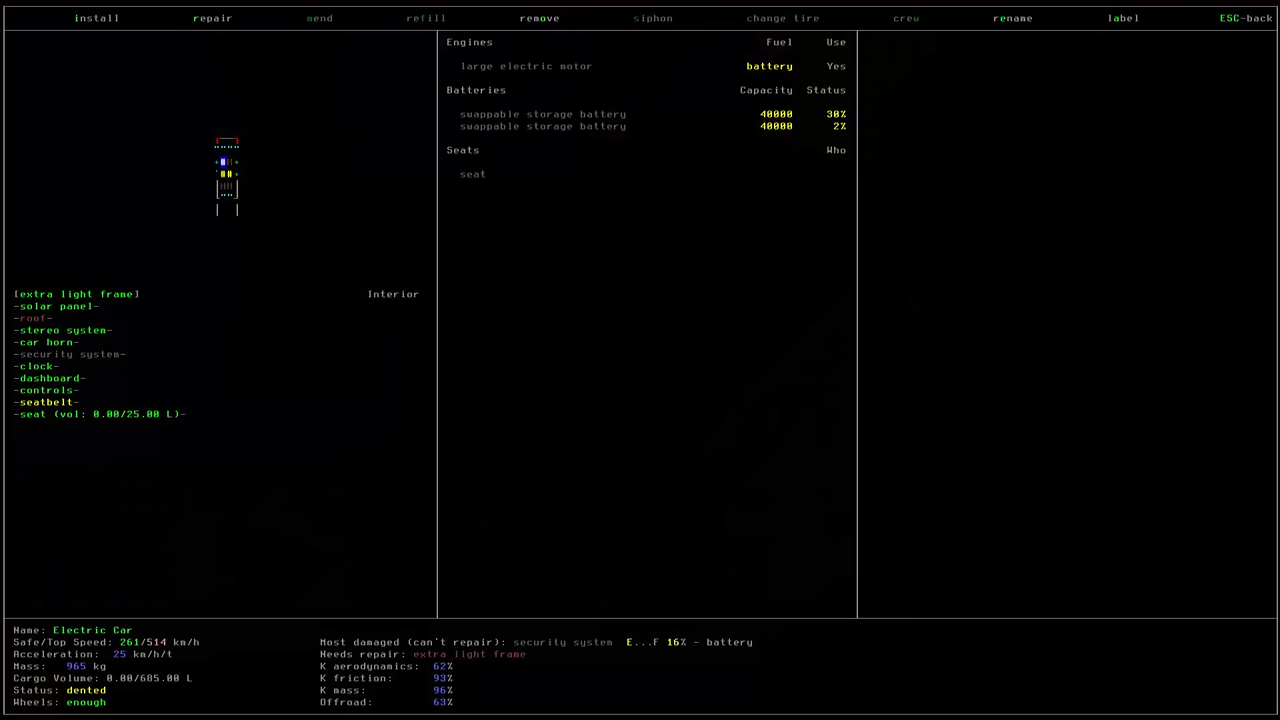 install repair mend refill remove siphon change tire crew rename label ESC-back
Engines Fuel Use
large electric motor battery Yes
Batteries Capacity Status
swappable storage battery 40000 30%
swappable storage battery 40000 2%
Seats Who
seat
[extra light frame] Interior
-solar panel-
-roof-
-stereo system-
-car horn-
-security system-
-clock-
-dashboard-
-controls-
-seatbelt-
-seat (vol: 0.00/25.00 L)-
Name: Electric Car
Safe/Top Speed: 261/514 km/h Most damaged (can't repair): security system E...F 16% - battery
Acceleration: 25 km/h/t Needs repair: extra light frame
Mass: 965 kg K aerodynamics: 62%
Cargo Volume: 0.00/685.00 L K friction: 93%
Status: dented K mass: 96%
Wheels: enough Offroad: 63%